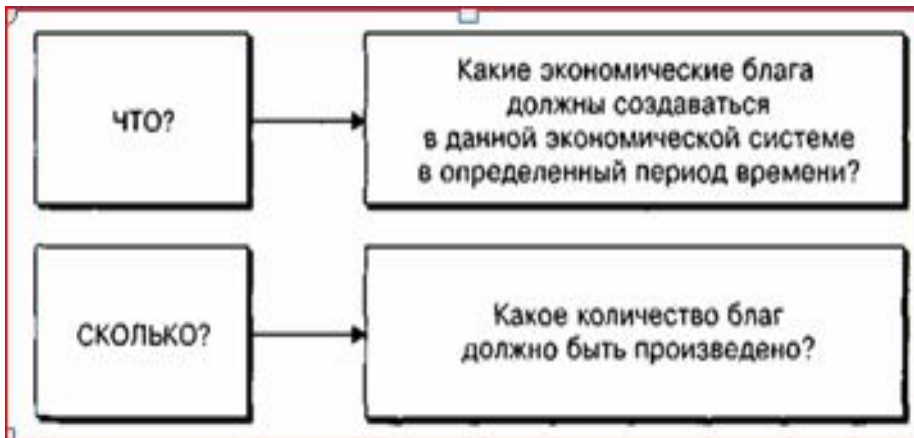 ЧТО?
Какие экономические блага
должны создаваться
в данной экономической системе
в определенный период времени?
СКОЛЬКО?
Какое количество благ
должно быть произведено?